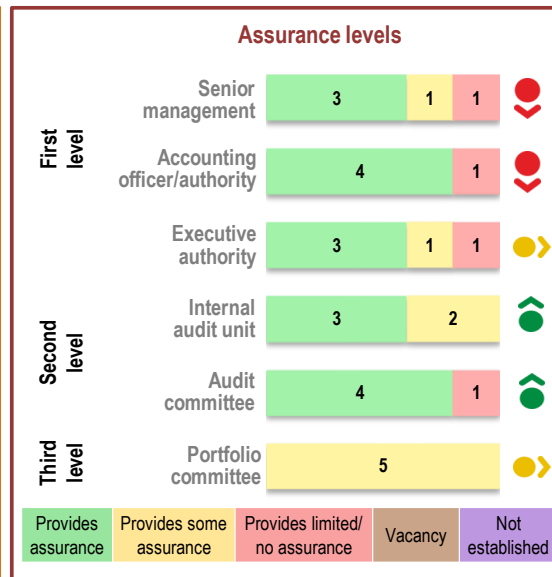 Assurance levels
First
level
Senior
management
3 1 1
Accounting
officer/authority
4 1
Executive
authority
3 1 1
Second
level
Internal
audit unit
3 2
Audit
committee
4 1
Third
level
Portfolio
committee
5
Provides
assurance
Provides some
assurance
Provides limited/
no assurance
Vacancy
Not
established